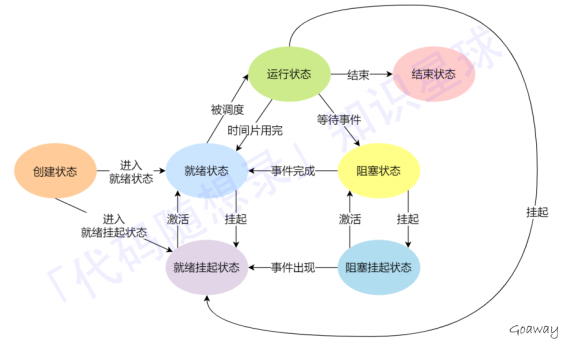 运行状态
结束
结束状态
被调度
时间片用完
等待事件
创建状态
进入
就绪状态
就绪状态
事件完成
阻塞状态
进入
就绪挂起状态
激活
挂起
激活
挂起
挂起
就绪挂起状态
事件出现
阻塞挂起状态
「代码随想录」知识星球
Goaway